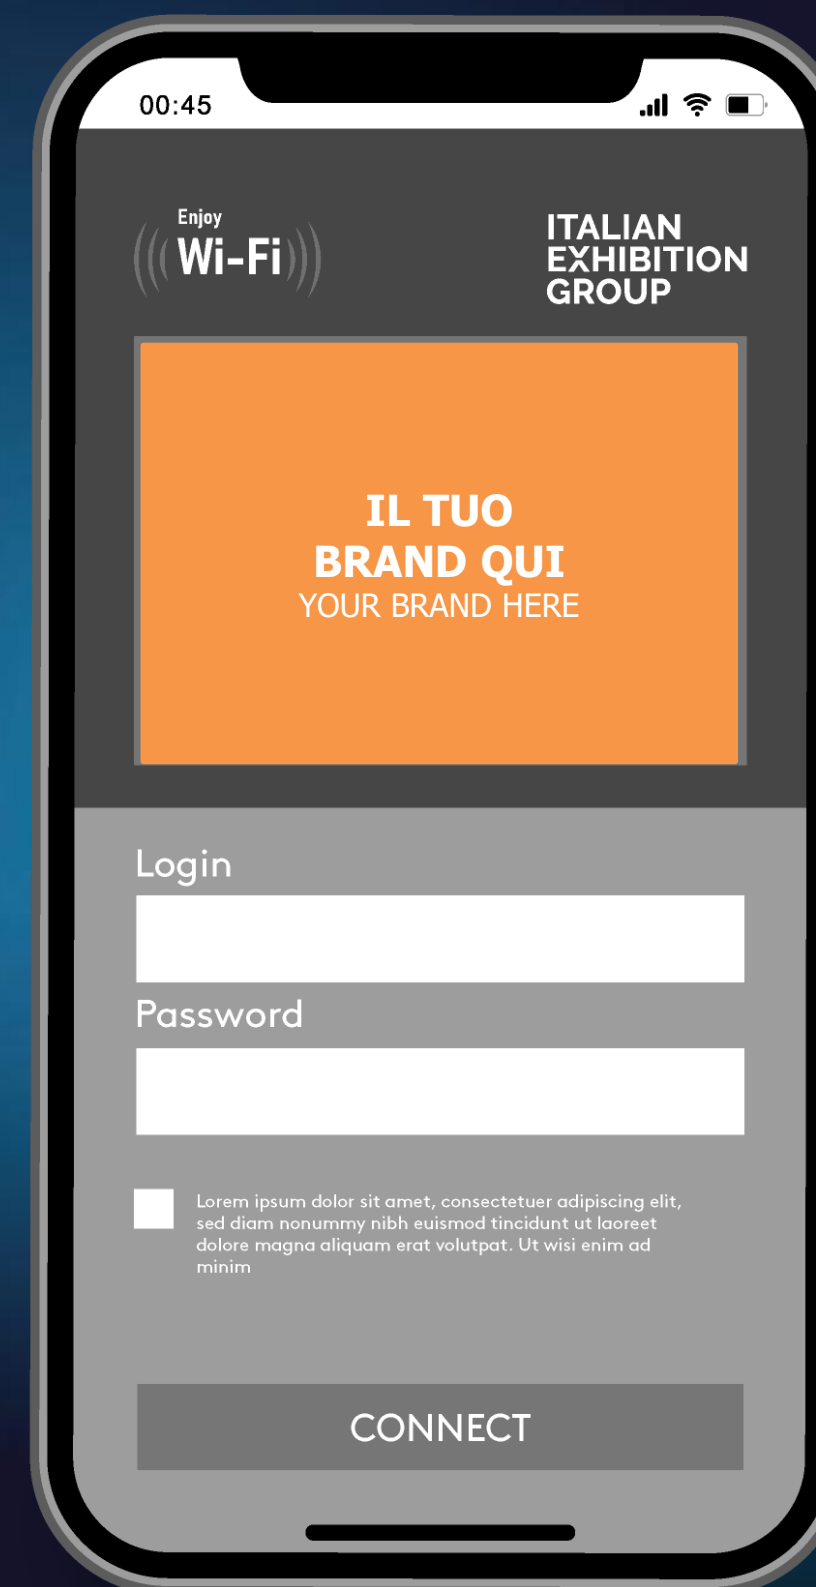 00:45
Enjoy
Wi-Fi
ITALIAN
EXHIBITION
GROUP
IL TUO
BRAND QUI
YOUR BRAND HERE
Login
Password
Lorem ipsum dolor sit amet, consectetuer adipiscing elit,
sed diam nonummy nibh euismod tincidunt ut laoreet
dolore magna aliquam erat volutpat. Ut wisi enim ad
minim
CONNECT